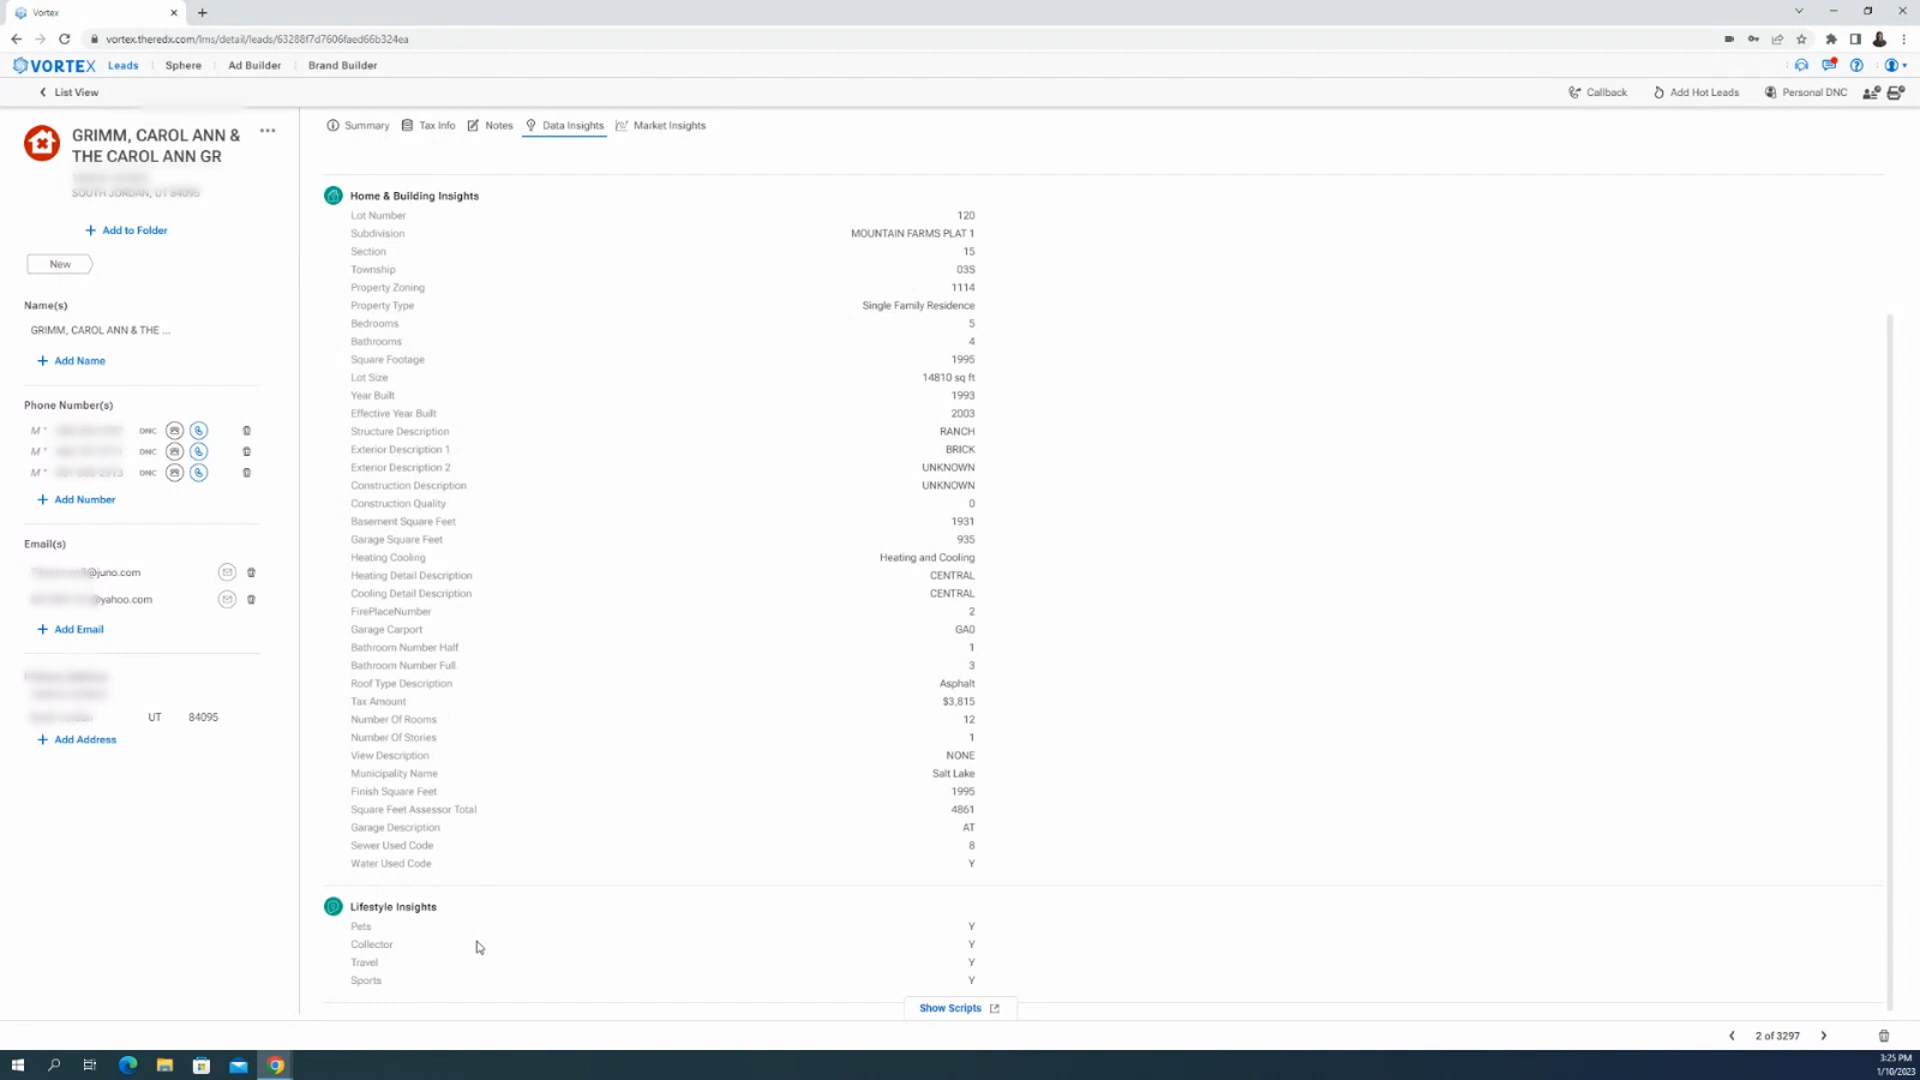 Vortex
vortex.theredx.com/lms/detail/leads/63288f7d7606faed66b324ea
VORTEX Leads Sphere Ad Builder Brand Builder
List View Callback Add Hot Leads Personal DNC
GRIMM, CAROL ANN &
THE CAROL ANN GR
SOUTH JORDAN, UT 84095
+ Add to Folder
New
Name(s)
GRIMM, CAROL ANN & THE ...
+ Add Name
Phone Number(s)
M * DNC
M * DNC
M * DNC
+ Add Number
Email(s)
@juno.com
@yahoo.com
+ Add Email
UT 84095
+ Add Address
Summary Tax Info Notes Data Insights Market Insights
Home & Building Insights
Lot Number 120
Subdivision MOUNTAIN FARMS PLAT 1
Section 15
Township 03S
Property Zoning 1114
Property Type Single Family Residence
Bedrooms 5
Bathrooms 4
Square Footage 1995
Lot Size 14810 sq ft
Year Built 1993
Effective Year Built 2003
Structure Description RANCH
Exterior Description 1 BRICK
Exterior Description 2 UNKNOWN
Construction Description UNKNOWN
Construction Quality 0
Basement Square Feet 1931
Garage Square Feet 935
Heating Cooling Heating and Cooling
Heating Detail Description CENTRAL
Cooling Detail Description CENTRAL
FirePlaceNumber 2
Garage Carport GA0
Bathroom Number Half 1
Bathroom Number Full 3
Roof Type Description Asphalt
Tax Amount $3,815
Number Of Rooms 12
Number Of Stories 1
View Description NONE
Municipality Name Salt Lake
Finish Square Feet 1995
Square Feet Assessor Total 4861
Garage Description AT
Sewer Used Code 8
Water Used Code Y
Lifestyle Insights
Pets Y
Collector Y
Travel Y
Sports Y
Show Scripts
2 of 3297
3:25 PM
1/10/2023